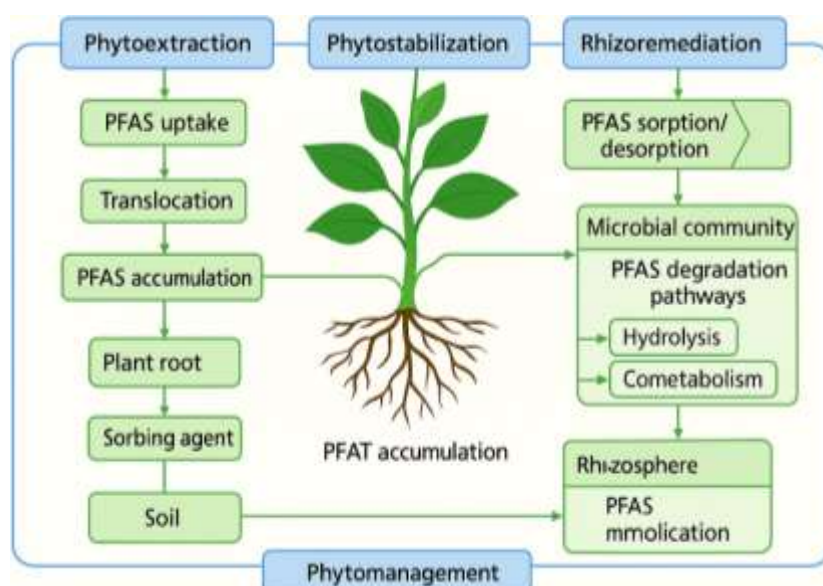 Phytoextraction
Phytostabilization
Rhizoremediation
PFAS uptake
Translocation
PFAS accumulation
Plant root
Sorbing agent
Soil
PFAT accumulation
PFAS sorption/
desorption
Microbial community
PFAS degradation
pathways
Hydrolysis
Cometabolism
Rhizosphere
PFAS
mmolication
Phytomanagement